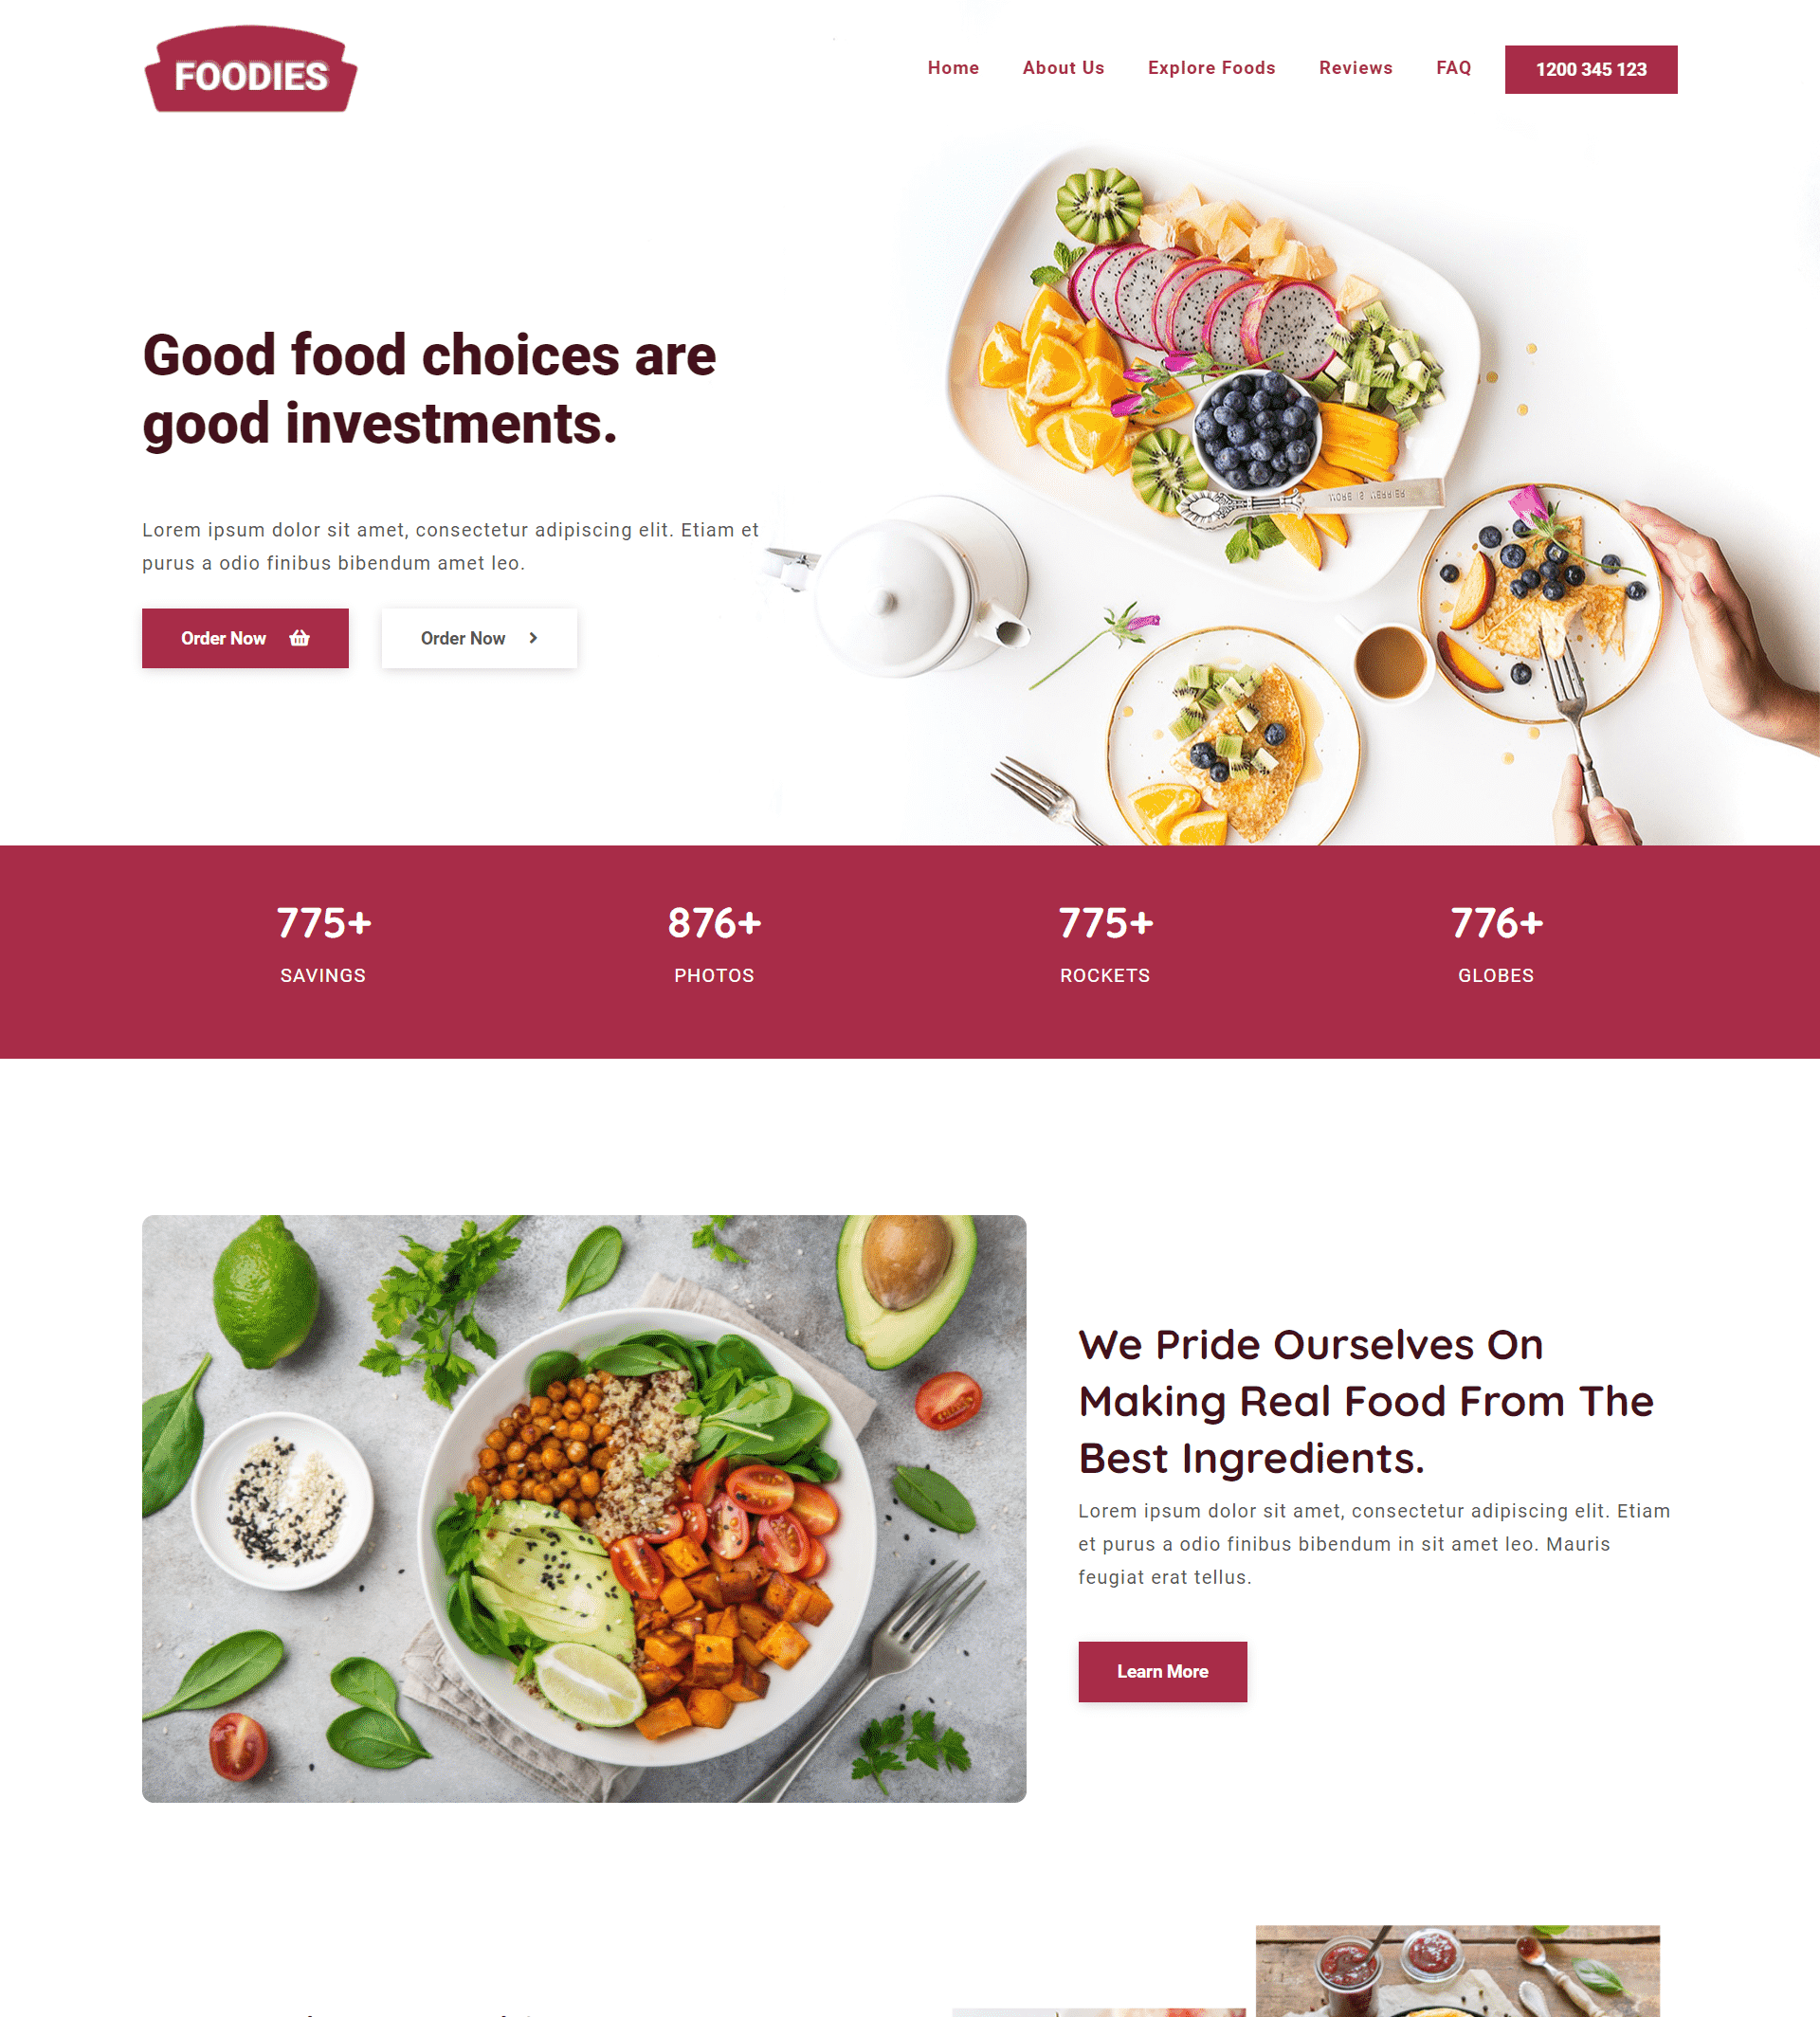 FOODIES
Home About Us Explore Foods Reviews FAQ 1200 345 123
Good food choices are
good investments.
Lorem ipsum dolor sit amet, consectetur adipiscing elit. Etiam et
purus a odio finibus bibendum amet leo.
Order Now Order Now
MORE & MERRIER
775+ 876+ 775+ 776+
SAVINGS PHOTOS ROCKETS GLOBES
We Pride Ourselves On
Making Real Food From The
Best Ingredients.
Lorem ipsum dolor sit amet, consectetur adipiscing elit. Etiam
et purus a odio finibus bibendum in sit amet leo. Mauris
feugiat erat tellus.
Learn More